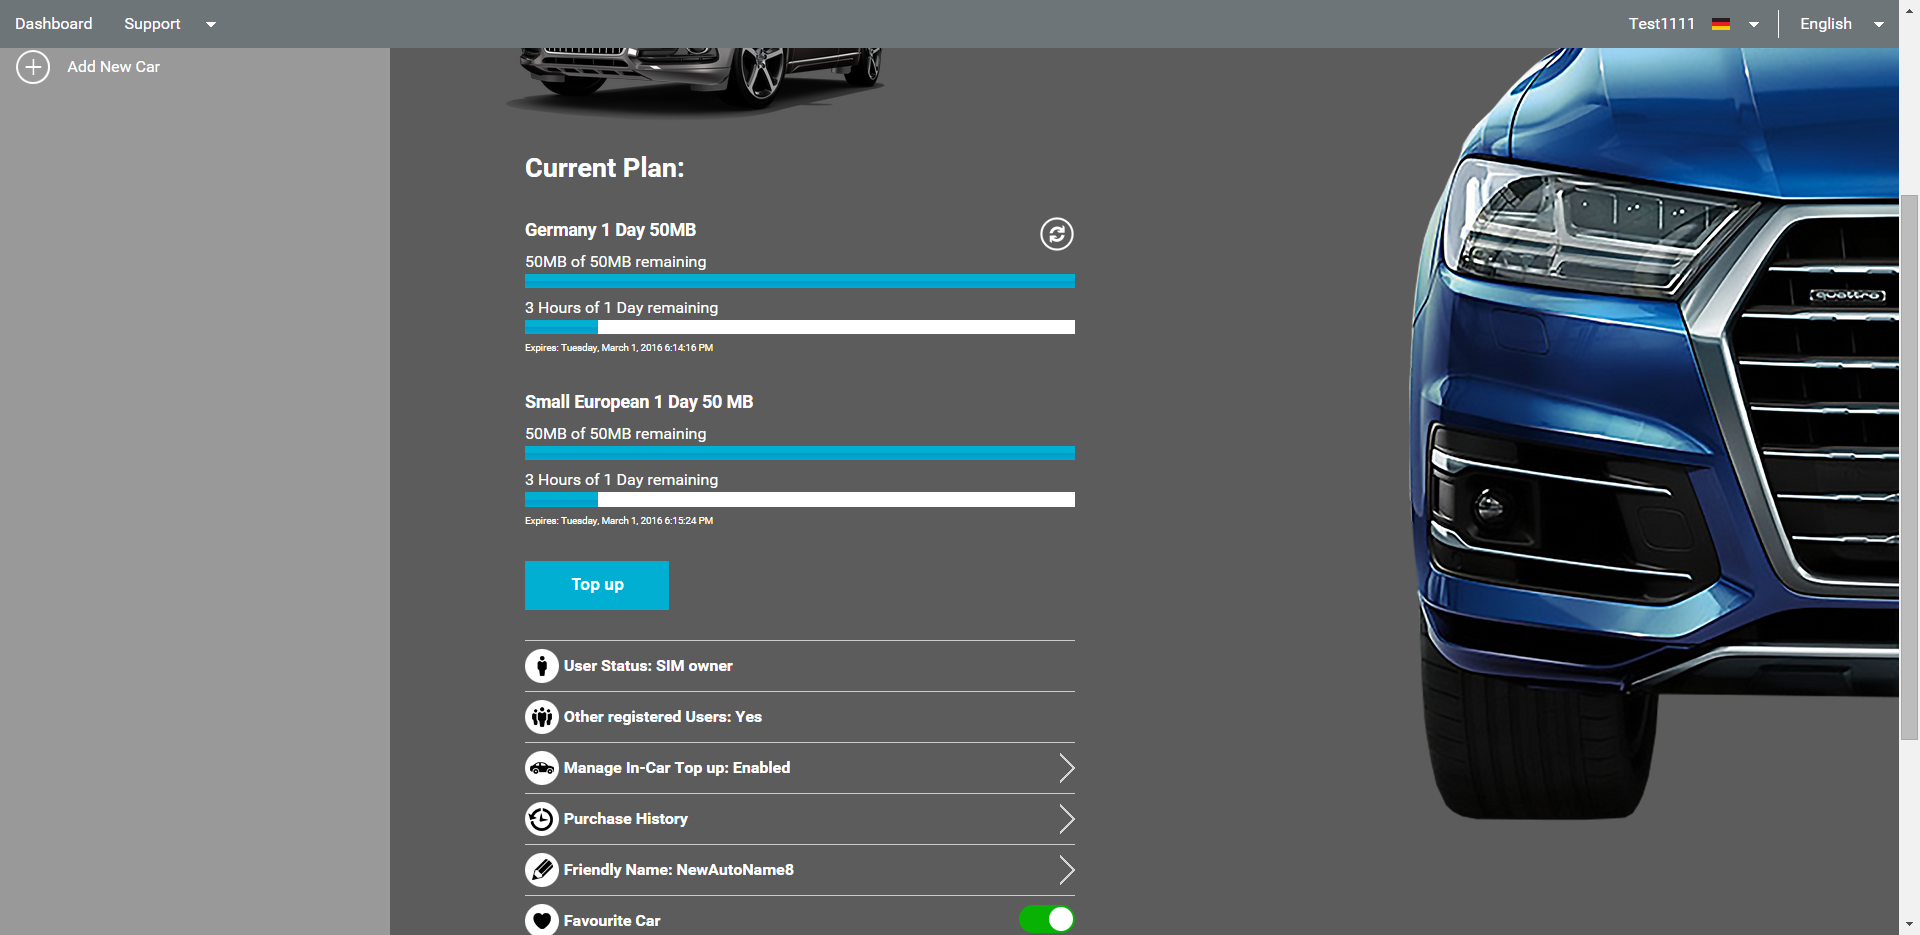 Dashboard Support Test1111 English
Add New Car
Current Plan:
Germany 1 Day 50MB
50MB of 50MB remaining
3 Hours of 1 Day remaining
Expires: Tuesday, March 1, 2016 6:14:16 PM
Small European 1 Day 50 MB
50MB of 50MB remaining
3 Hours of 1 Day remaining
Expires: Tuesday, March 1, 2016 6:15:24 PM
Top up
User Status: SIM owner
Other registered Users: Yes
Manage In-Car Top up: Enabled
Purchase History
Friendly Name: NewAutoName8
Favourite Car
quattro